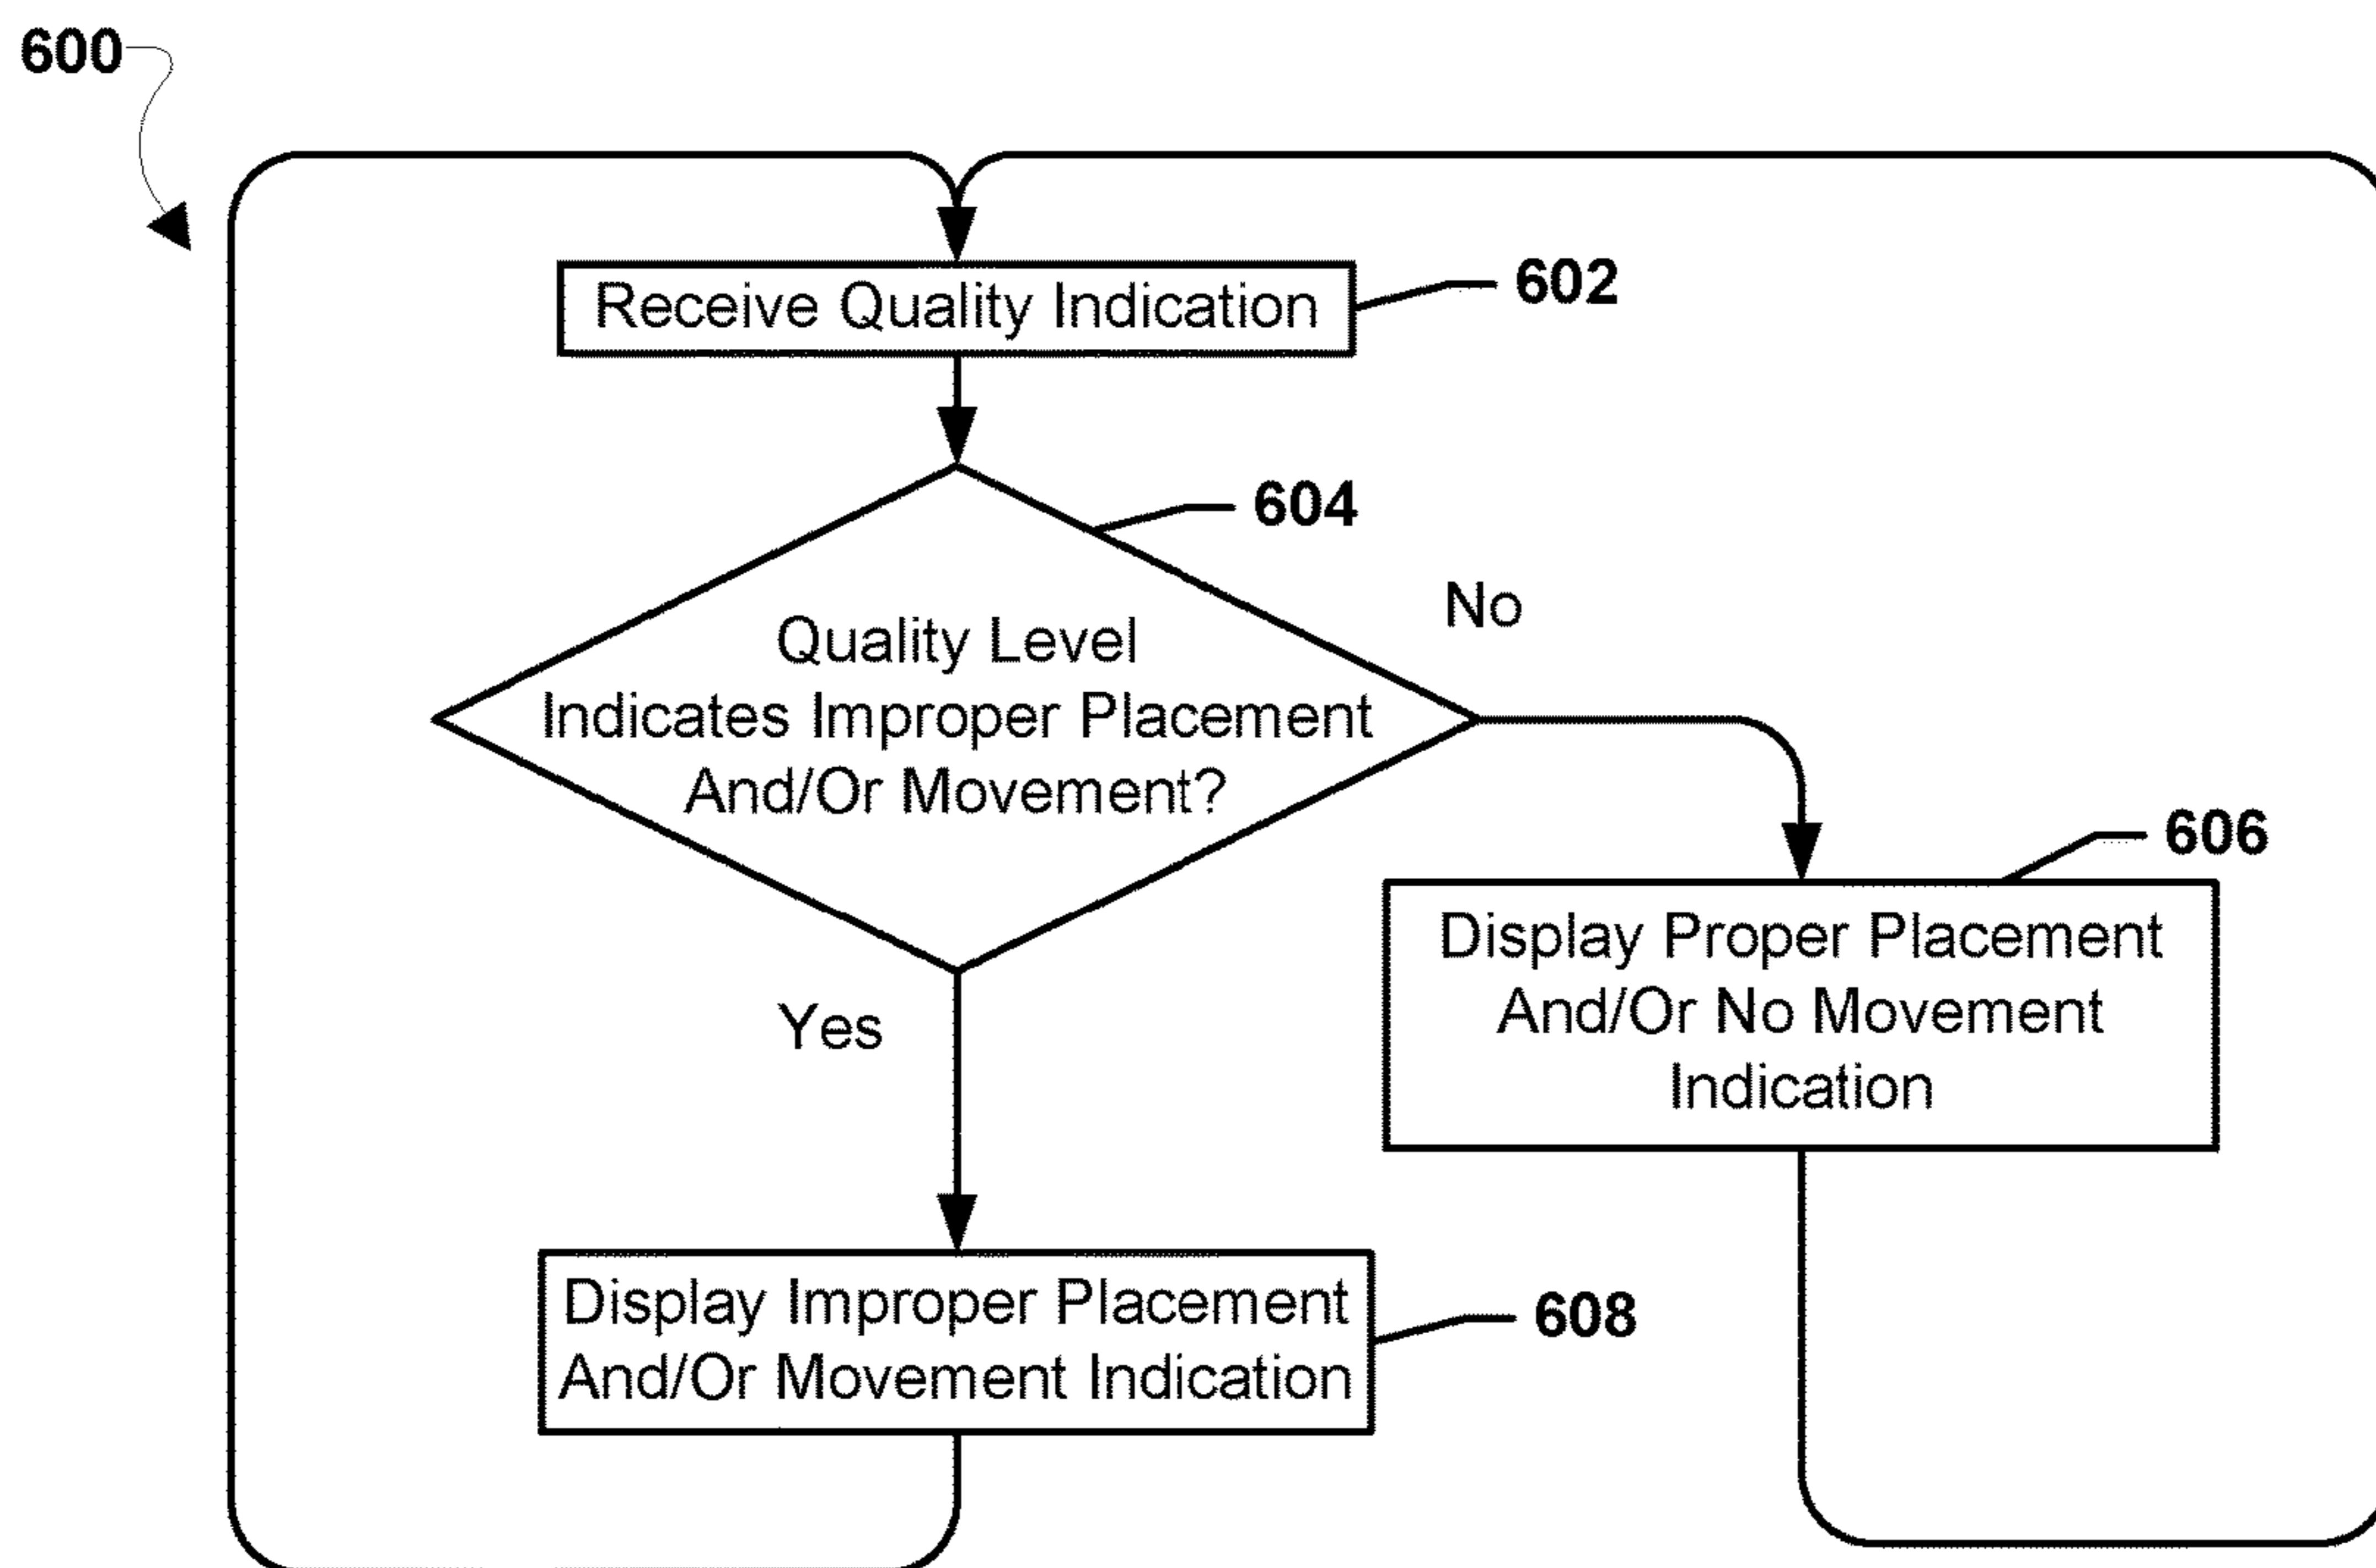 600
Receive Quality Indication
602
604
Quality Level
Indicates Improper Placement
And/Or Movement?
No
Yes
606
Display Proper Placement
And/Or No Movement
Indication
Display Improper Placement
And/Or Movement Indication
608